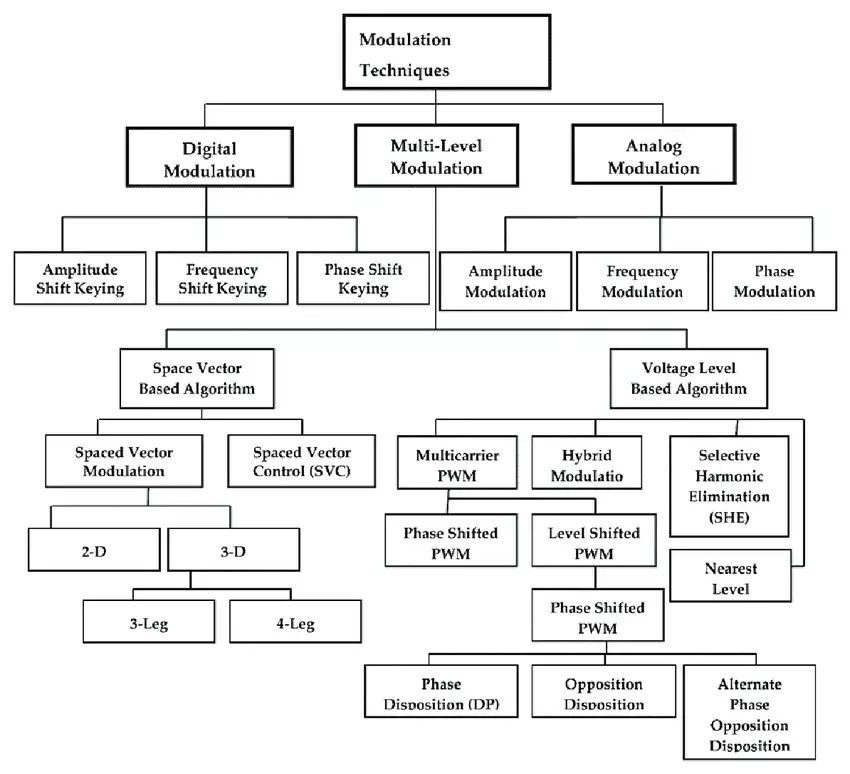 Modulation
Techniques
Digital
Modulation
Multi-Level
Modulation
Analog
Modulation
Amplitude
Shift Keying
Frequency
Shift Keying
Phase Shift
Keying
Amplitude
Modulation
Frequency
Modulation
Phase
Modulation
Space Vector
Based Algorithm
Voltage Level
Based Algorithm
Spaced Vector
Modulation
Spaced Vector
Control (SVC)
Multicarrier
PWM
Hybrid
Modulatio
Selective
Harmonic
Elimination
(SHE)
2-D
3-D
Phase Shifted
PWM
Level Shifted
PWM
Nearest
Level
3-Leg
4-Leg
Phase Shifted
PWM
Phase
Disposition (DP)
Opposition
Disposition
Alternate
Phase
Opposition
Disposition